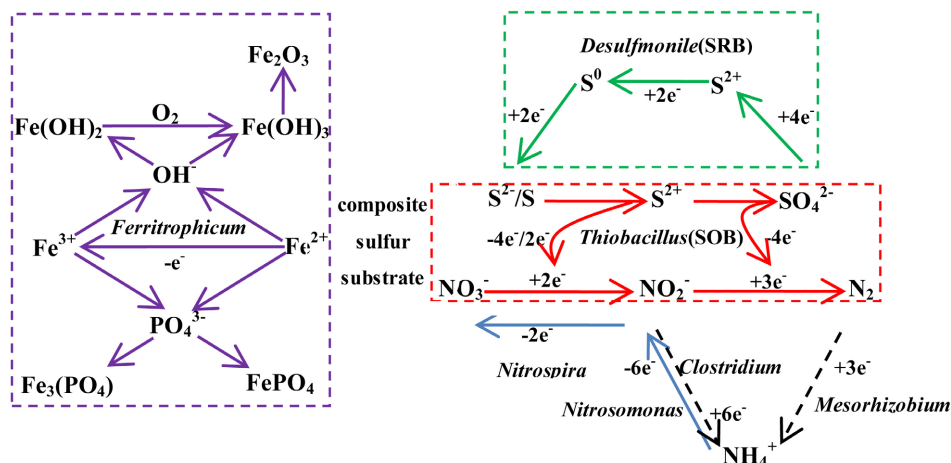 Fe₂O₃
Fe(OH)₂
O₂
Fe(OH)₃
OH⁻
Fe³⁺
Ferritrophicum
-e⁻
Fe²⁺
PO₄³⁻
Fe₃(PO₄)
FePO₄
composite
sulfur
substrate
Desulfmonile(SRB)
S⁰
+2e⁻
S²⁺
+2e⁻
+4e⁻
S²⁻/S
S²⁺
SO₄²⁻
-4e⁻/2e⁻
Thiobacillus(SOB)
-4e⁻
NO₃⁻
+2e⁻
NO₂⁻
+3e⁻
N₂
-2e⁻
Nitrospira
-6e⁻
Clostridium
+3e⁻
Nitrosomonas
+6e⁻
Mesorhizobium
NH₄⁺